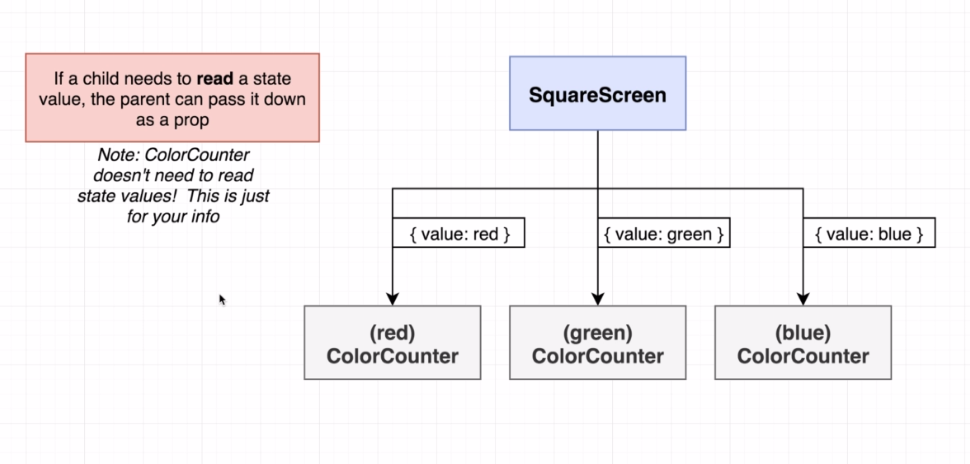 If a child needs to read a state
value, the parent can pass it down
as a prop
Note: ColorCounter
doesn't need to read
state values! This is just
for your info
SquareScreen
{ value: red }
{ value: green }
{ value: blue }
(red)
ColorCounter
(green)
ColorCounter
(blue)
ColorCounter